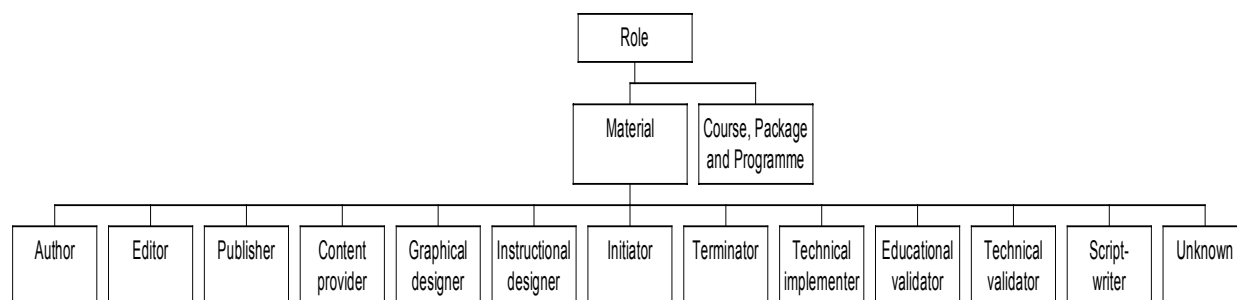 Role
Material
Course, Package
and Programme
Author
Editor
Publisher
Content
provider
Graphical
designer
Instructional
designer
Initiator
Terminator
Technical
implementer
Educational
validator
Technical
validator
Script-
writer
Unknown